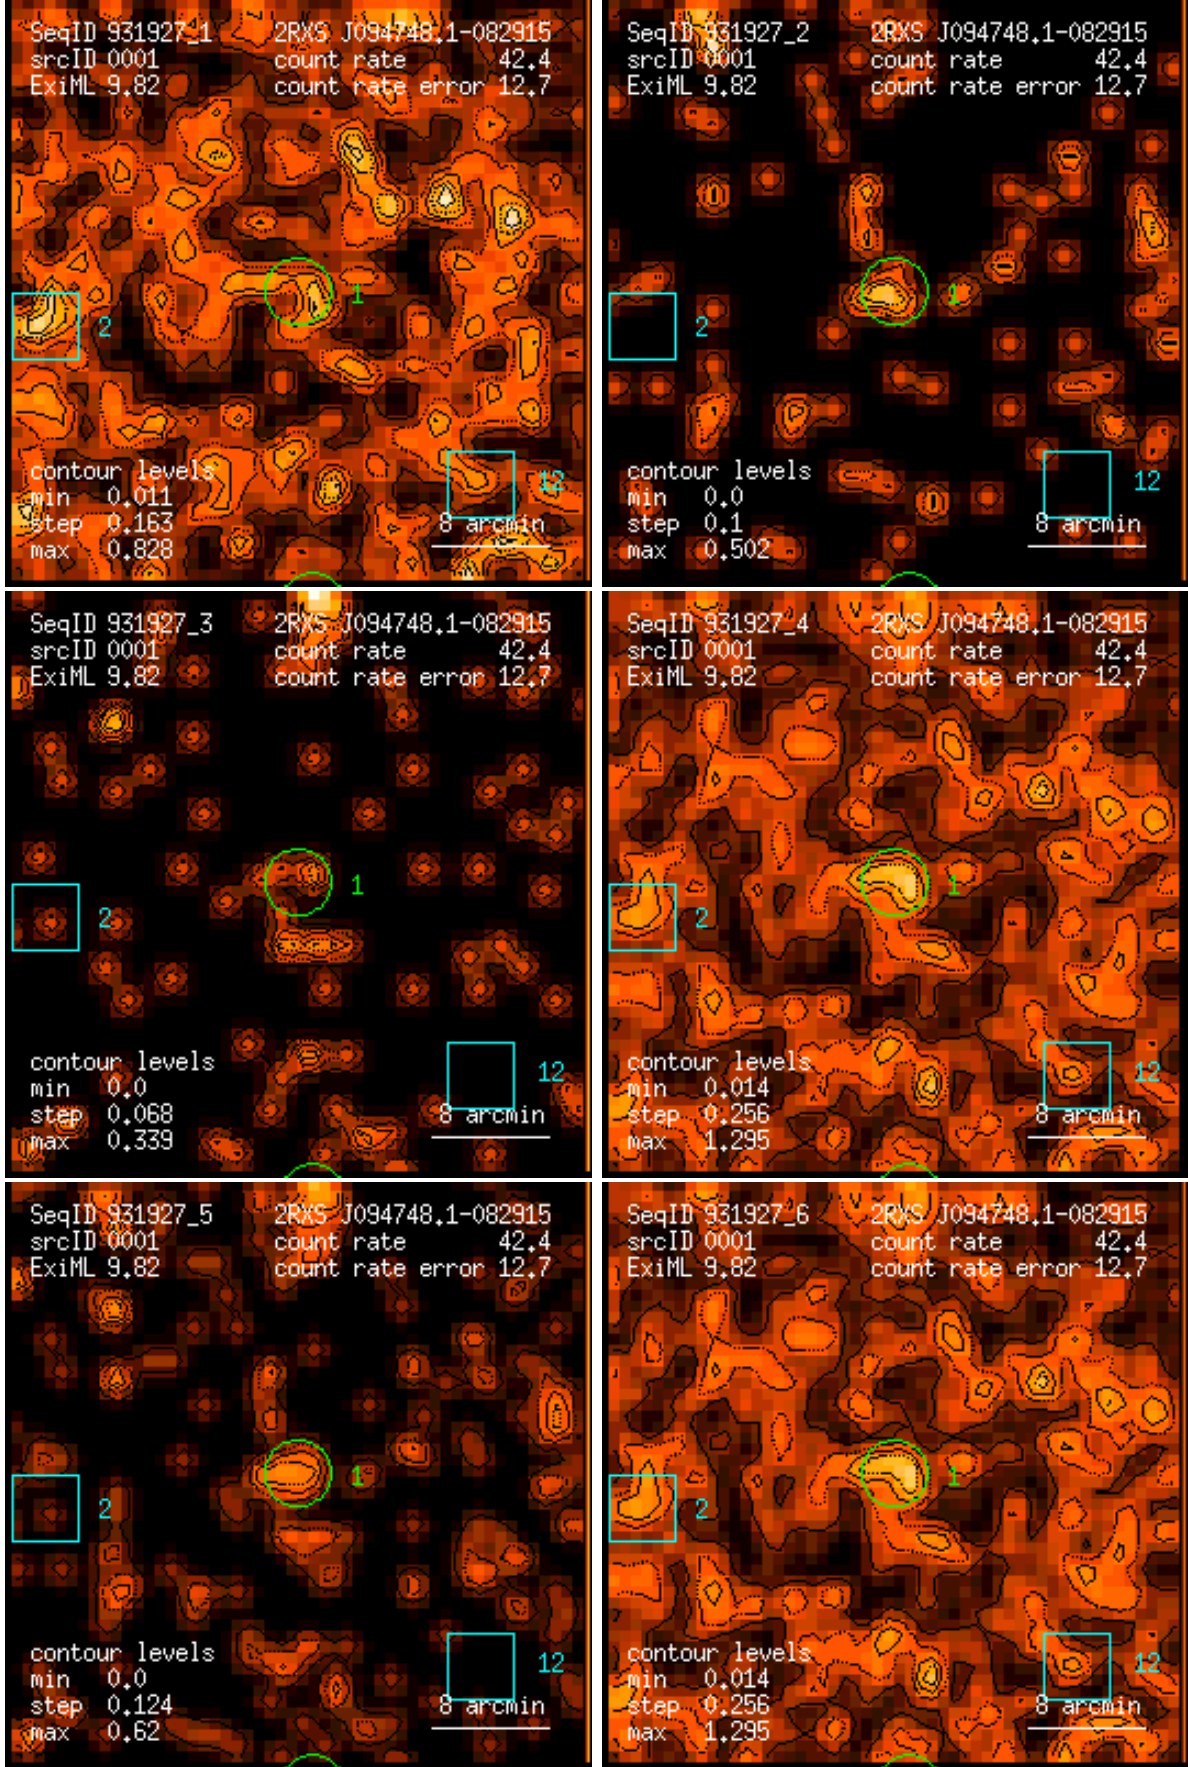 SeqID 931927_1 2RXS J094748.1-082915
srcID 0001 count rate 42.4
ExiML 9.82 count rate error 12.7
1
2
12
contour levels
min 0.011
step 0.163 8 arcmin
max 0.828
SeqID 931927_2 2RXS J094748.1-082915
srcID 0001 count rate 42.4
ExiML 9.82 count rate error 12.7
1
2
12
contour levels
min 0.0
step 0.1 8 arcmin
max 0.502
SeqID 931927_3 2RXS J094748.1-082915
srcID 0001 count rate 42.4
ExiML 9.82 count rate error 12.7
1
2
12
contour levels
min 0.0
step 0.068 8 arcmin
max 0.339
SeqID 931927_4 2RXS J094748.1-082915
srcID 0001 count rate 42.4
ExiML 9.82 count rate error 12.7
1
2
12
contour levels
min 0.014
step 0.256 8 arcmin
max 1.295
SeqID 931927_5 2RXS J094748.1-082915
srcID 0001 count rate 42.4
ExiML 9.82 count rate error 12.7
1
2
12
contour levels
min 0.0
step 0.124 8 arcmin
max 0.62
SeqID 931927_6 2RXS J094748.1-082915
srcID 0001 count rate 42.4
ExiML 9.82 count rate error 12.7
1
2
12
contour levels
min 0.014
step 0.256 8 arcmin
max 1.295